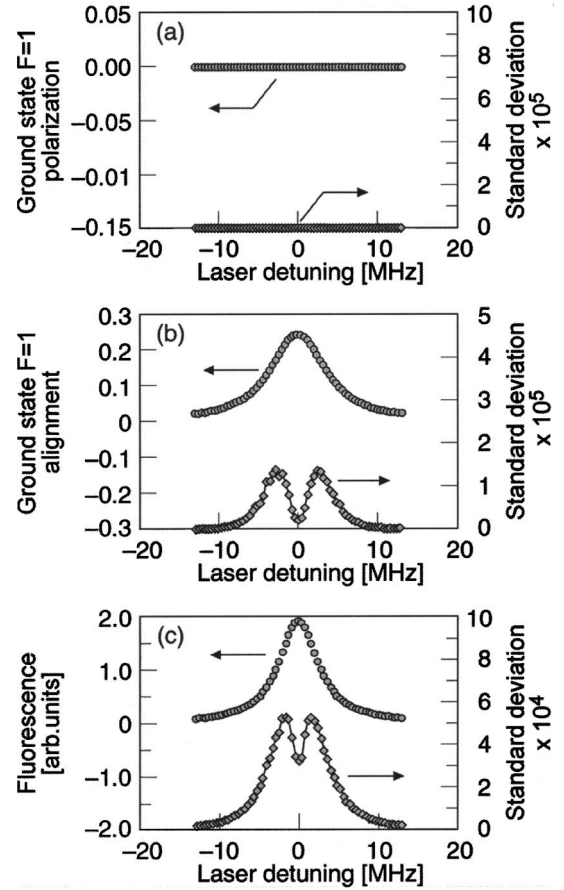 (a)
0.05
0.00
−0.05
−0.01
−0.15
Ground state F=1
polarization
10
8
6
4
2
0
Standard deviation
x 10⁵
−20 −10 0 10 20
Laser detuning [MHz]
(b)
0.3
0.2
0.1
0
−0.1
−0.2
−0.3
Ground state F=1
alignment
5
4
3
2
1
0
Standard deviation
x 10⁵
−20 −10 0 10 20
Laser detuning [MHz]
(c)
2.0
1.0
0
−1.0
−2.0
Fluorescence
[arb.units]
10
8
6
4
2
0
Standard deviation
x 10⁴
−20 −10 0 10 20
Laser detuning [MHz]